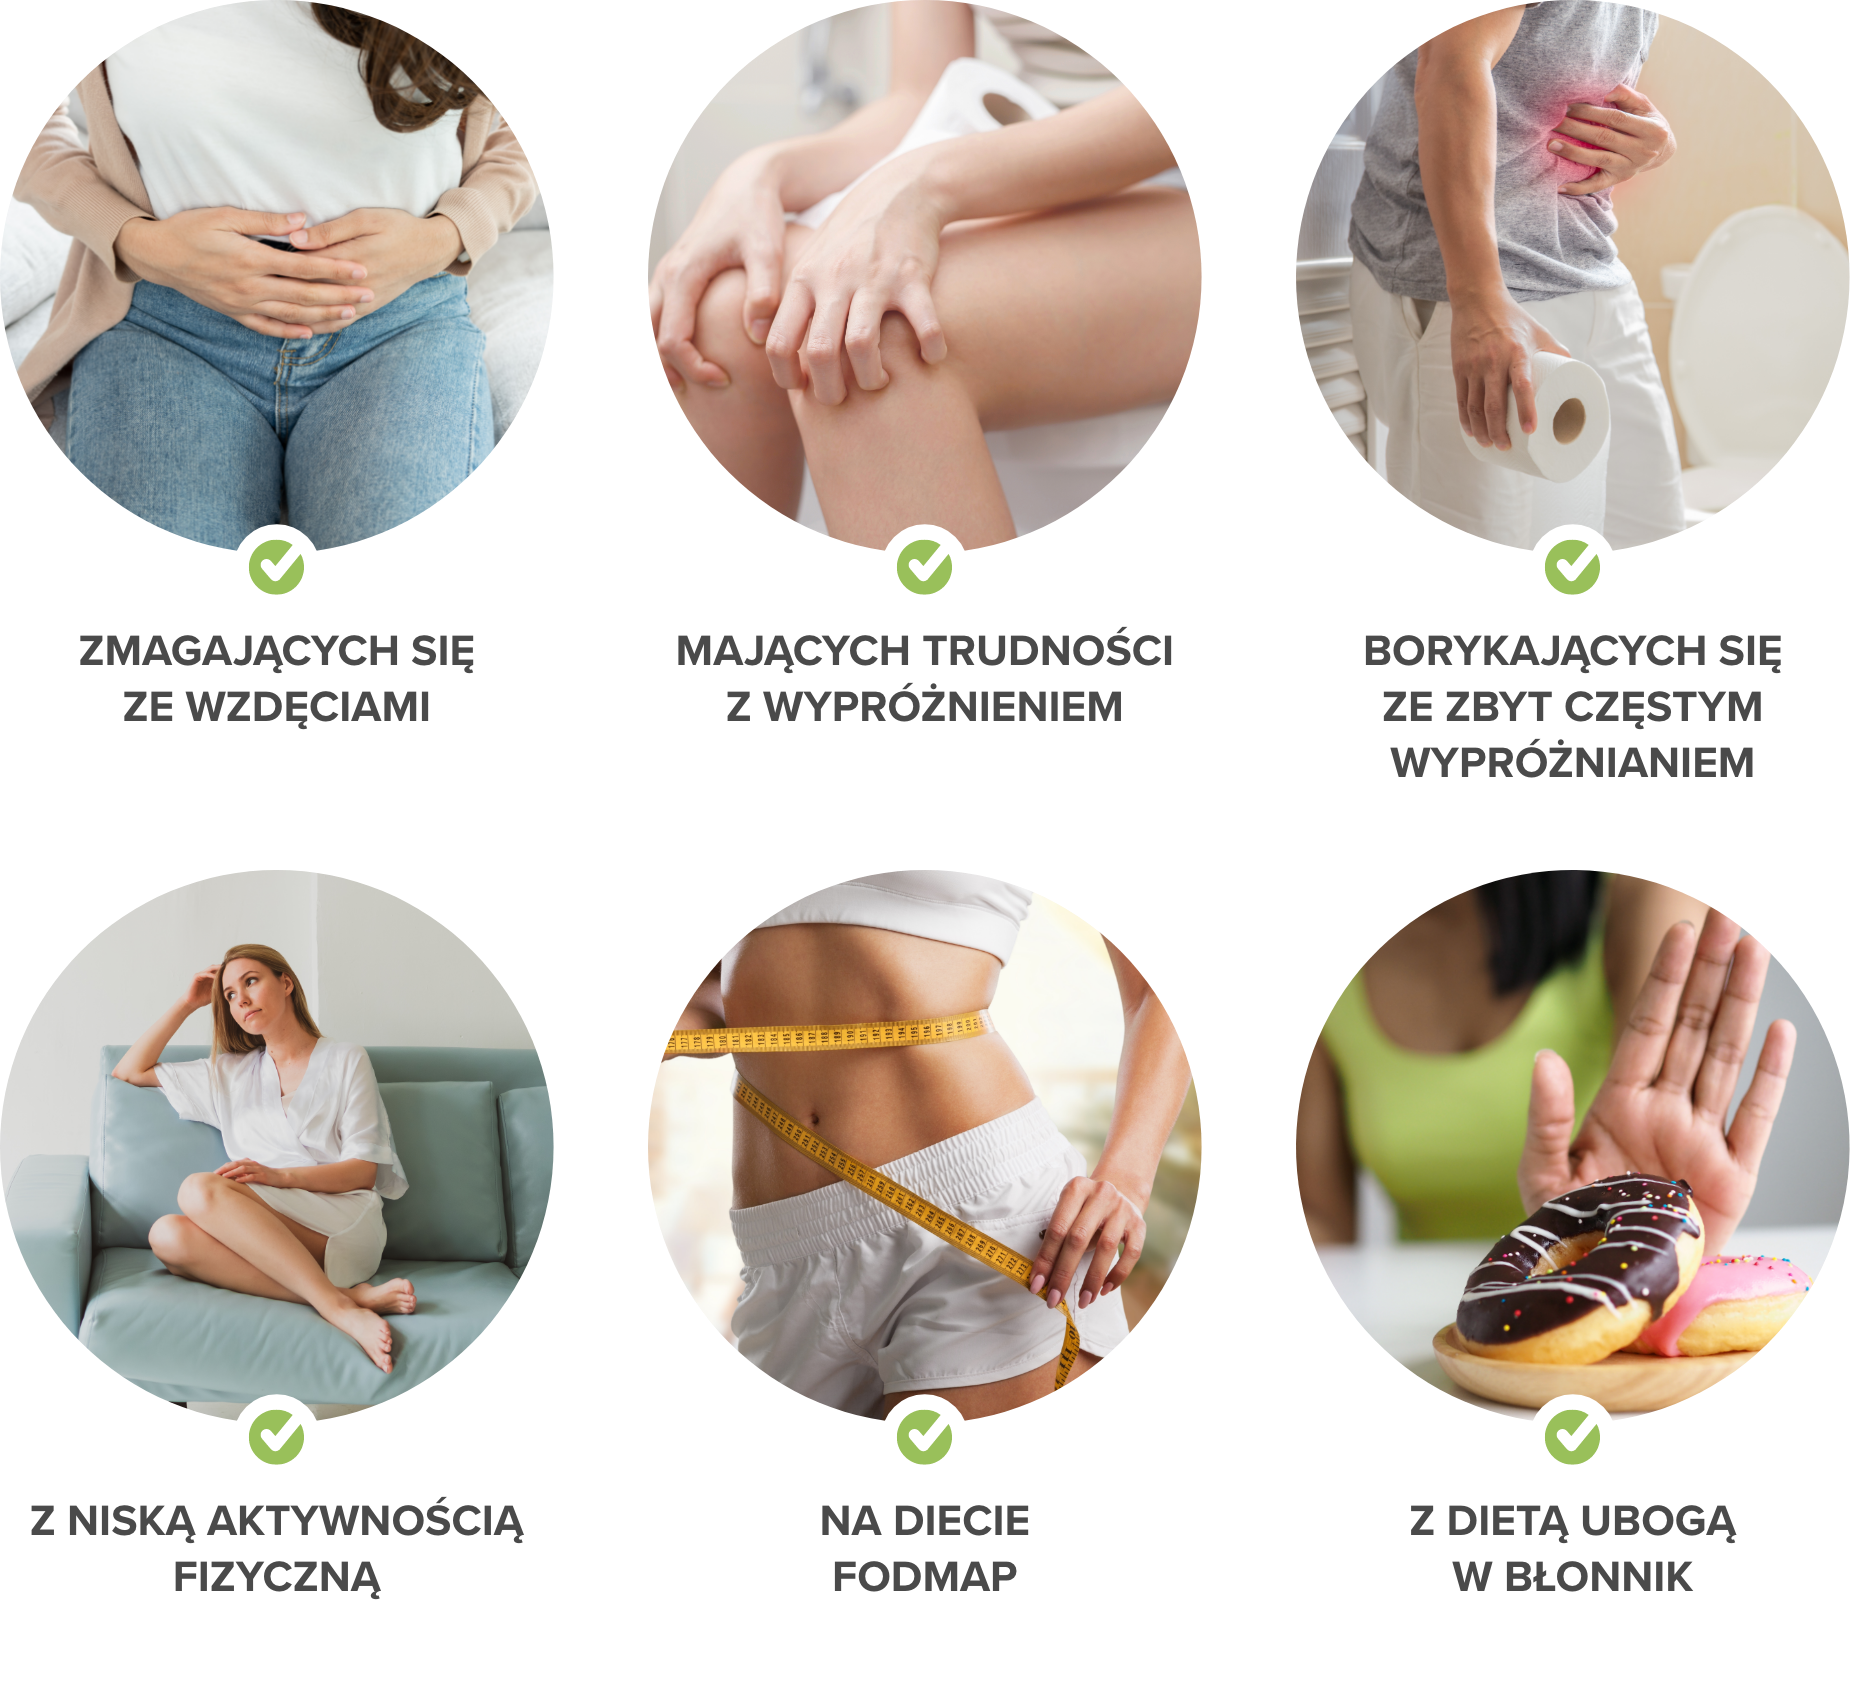 ZMAGAJĄCYCH SIĘ
ZE WZDĘCIAMI
MAJĄCYCH TRUDNOŚCI
Z WYPRÓŻNIENIEM
BORYKAJĄCYCH SIĘ
ZE ZBYT CZĘSTYM
WYPRÓŻNIANIEM
Z NISKĄ AKTYWNOŚCIĄ
FIZYCZNĄ
NA DIECIE
FODMAP
Z DIETĄ UBOGĄ
W BŁONNIK